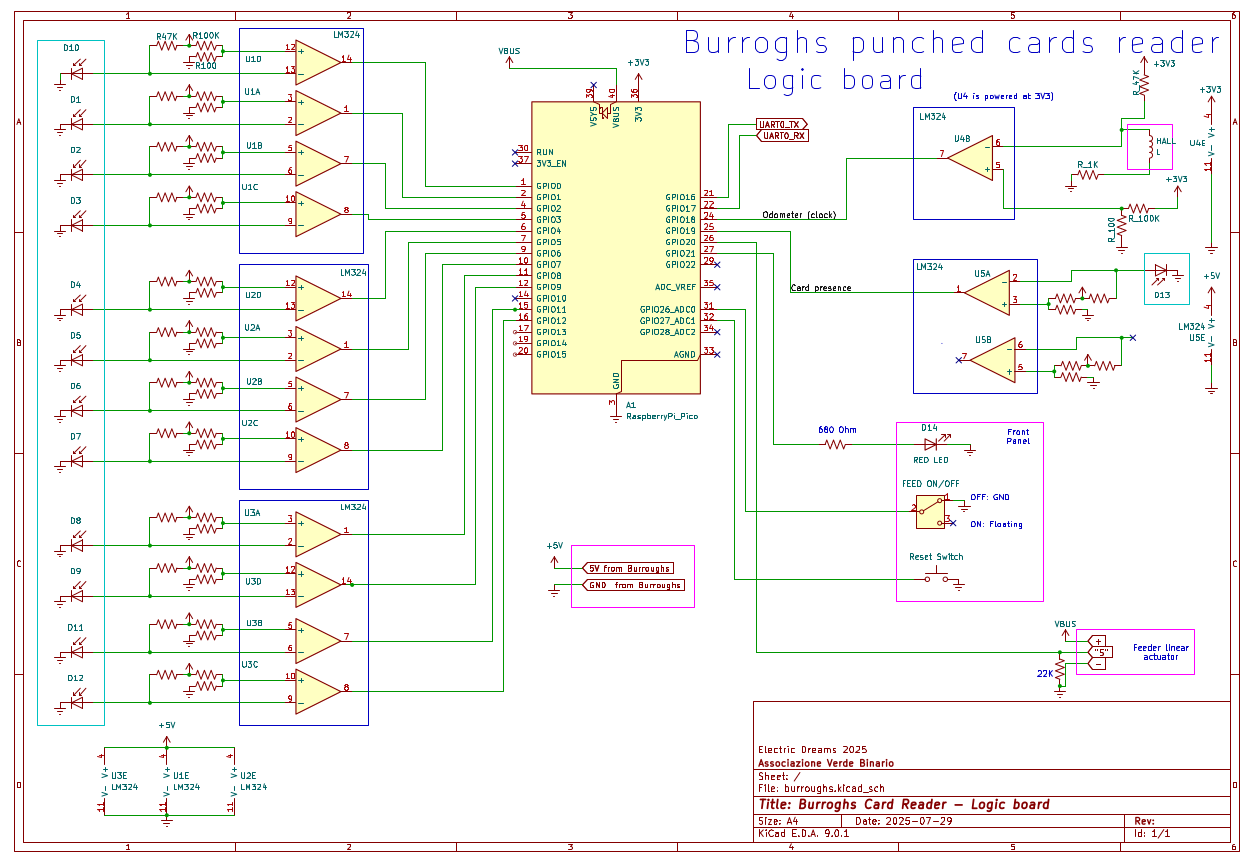 1 2 3 4 5 6
Burroghs punched cards reader
Logic board
A
B
C
D
D10
R47K
R100K
R100
LM324
U1D
12
13
14
D1
U1A
3
2
1
D2
U1B
5
6
7
D3
U1C
10
9
8
D4
LM324
U2D
12
13
14
D5
U2A
3
2
1
D6
U2B
5
6
7
D7
U2C
10
9
8
D8
LM324
U3A
3
2
1
D9
U3D
12
13
14
D11
U3B
5
6
7
D12
U3C
10
9
8
+5V
4
V+
V-
11
U3E
LM324
4
V+
V-
11
U1E
LM324
4
V+
V-
11
U2E
LM324
VBUS
+3V3
39
40
36
VSYS
VBUS
3V3
30 RUN
37 3V3_EN
1 GPIO0
2 GPIO1
4 GPIO2
5 GPIO3
6 GPIO4
7 GPIO5
9 GPIO6
10 GPIO7
11 GPIO8
12 GPIO9
14 GPIO10
15 GPIO11
16 GPIO12
17 GPIO13
19 GPIO14
20 GPIO15
GPIO16 21
GPIO17 22
GPIO18 24
GPIO19 25
GPIO20 26
GPIO21 27
GPIO22 29
ADC_VREF 35
GPIO26_ADC0 31
GPIO27_ADC1 32
GPIO28_ADC2 34
AGND 33
GND
3
A1
RaspberryPi_Pico
UART0_TX
UART0_RX
Odometer (clock)
Card presence
(U4 is powered at 3V3)
LM324
U4B
7
6
5
+3V3
R_47K
HALL
L
R_1K
+3V3
R_100K
R_100
+3V3
4
V+
V-
11
U4E
LM324
U5A
1
2
3
D13
U5B
7
6
5
+5V
4
V+
V-
11
LM324
U5E
680 Ohm
D14
RED LED
Front
Panel
FEED ON/OFF
1
2
3
OFF: GND
ON: Floating
Reset Switch
+5V
5V from Burroughs
GND from Burroughs
VBUS
+
"S"
-
22K
Feeder linear
actuator
Electric Dreams 2025
Associazione Verde Binario
Sheet: /
File: burroughs.kicad_sch
Title: Burroghs Card Reader – Logic board
Size: A4 Date: 2025-07-29 Rev:
KiCad E.D.A. 9.0.1 Id: 1/1
1 2 3 4 5 6